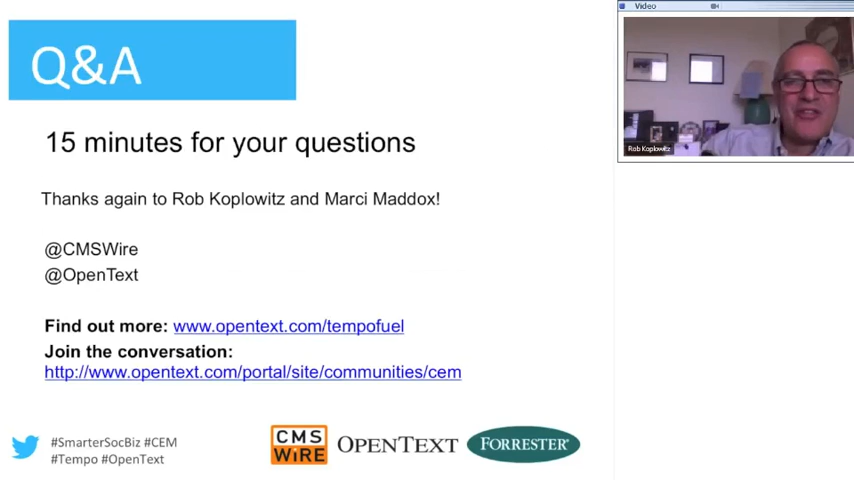 Q&A
15 minutes for your questions
Thanks again to Rob Koplowitz and Marci Maddox!
@CMSWire
@OpenText
Find out more: www.opentext.com/tempofuel
Join the conversation:
http://www.opentext.com/portal/site/communities/cem
#SmarterSocBiz #CEM
#Tempo #OpenText
CMS
WiRE
OPENTEXT
FORRESTER®
Video
Rob Koplowitz